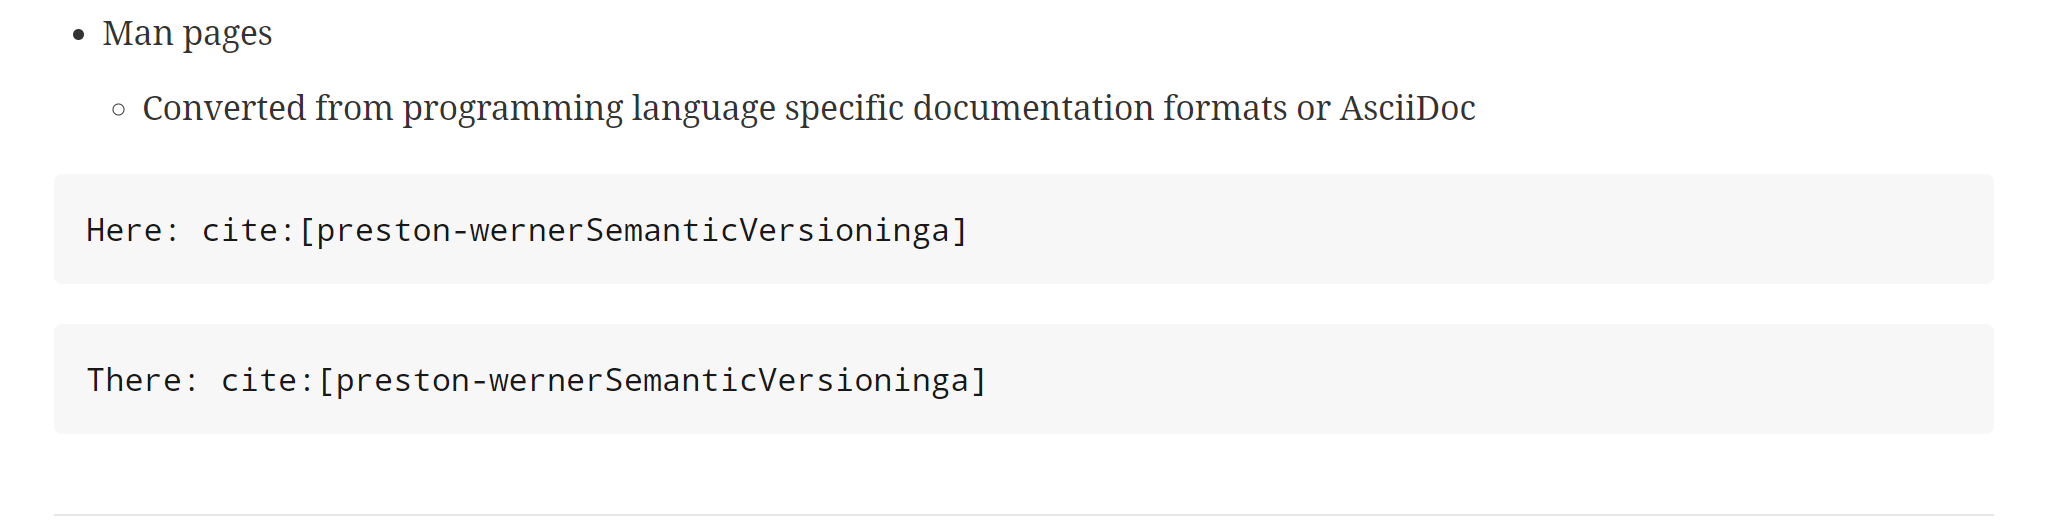 Man pages
Converted from programming language specific documentation formats or AsciiDoc
Here: cite:[preston-wernerSemanticVersioninga]
There: cite:[preston-wernerSemanticVersioninga]